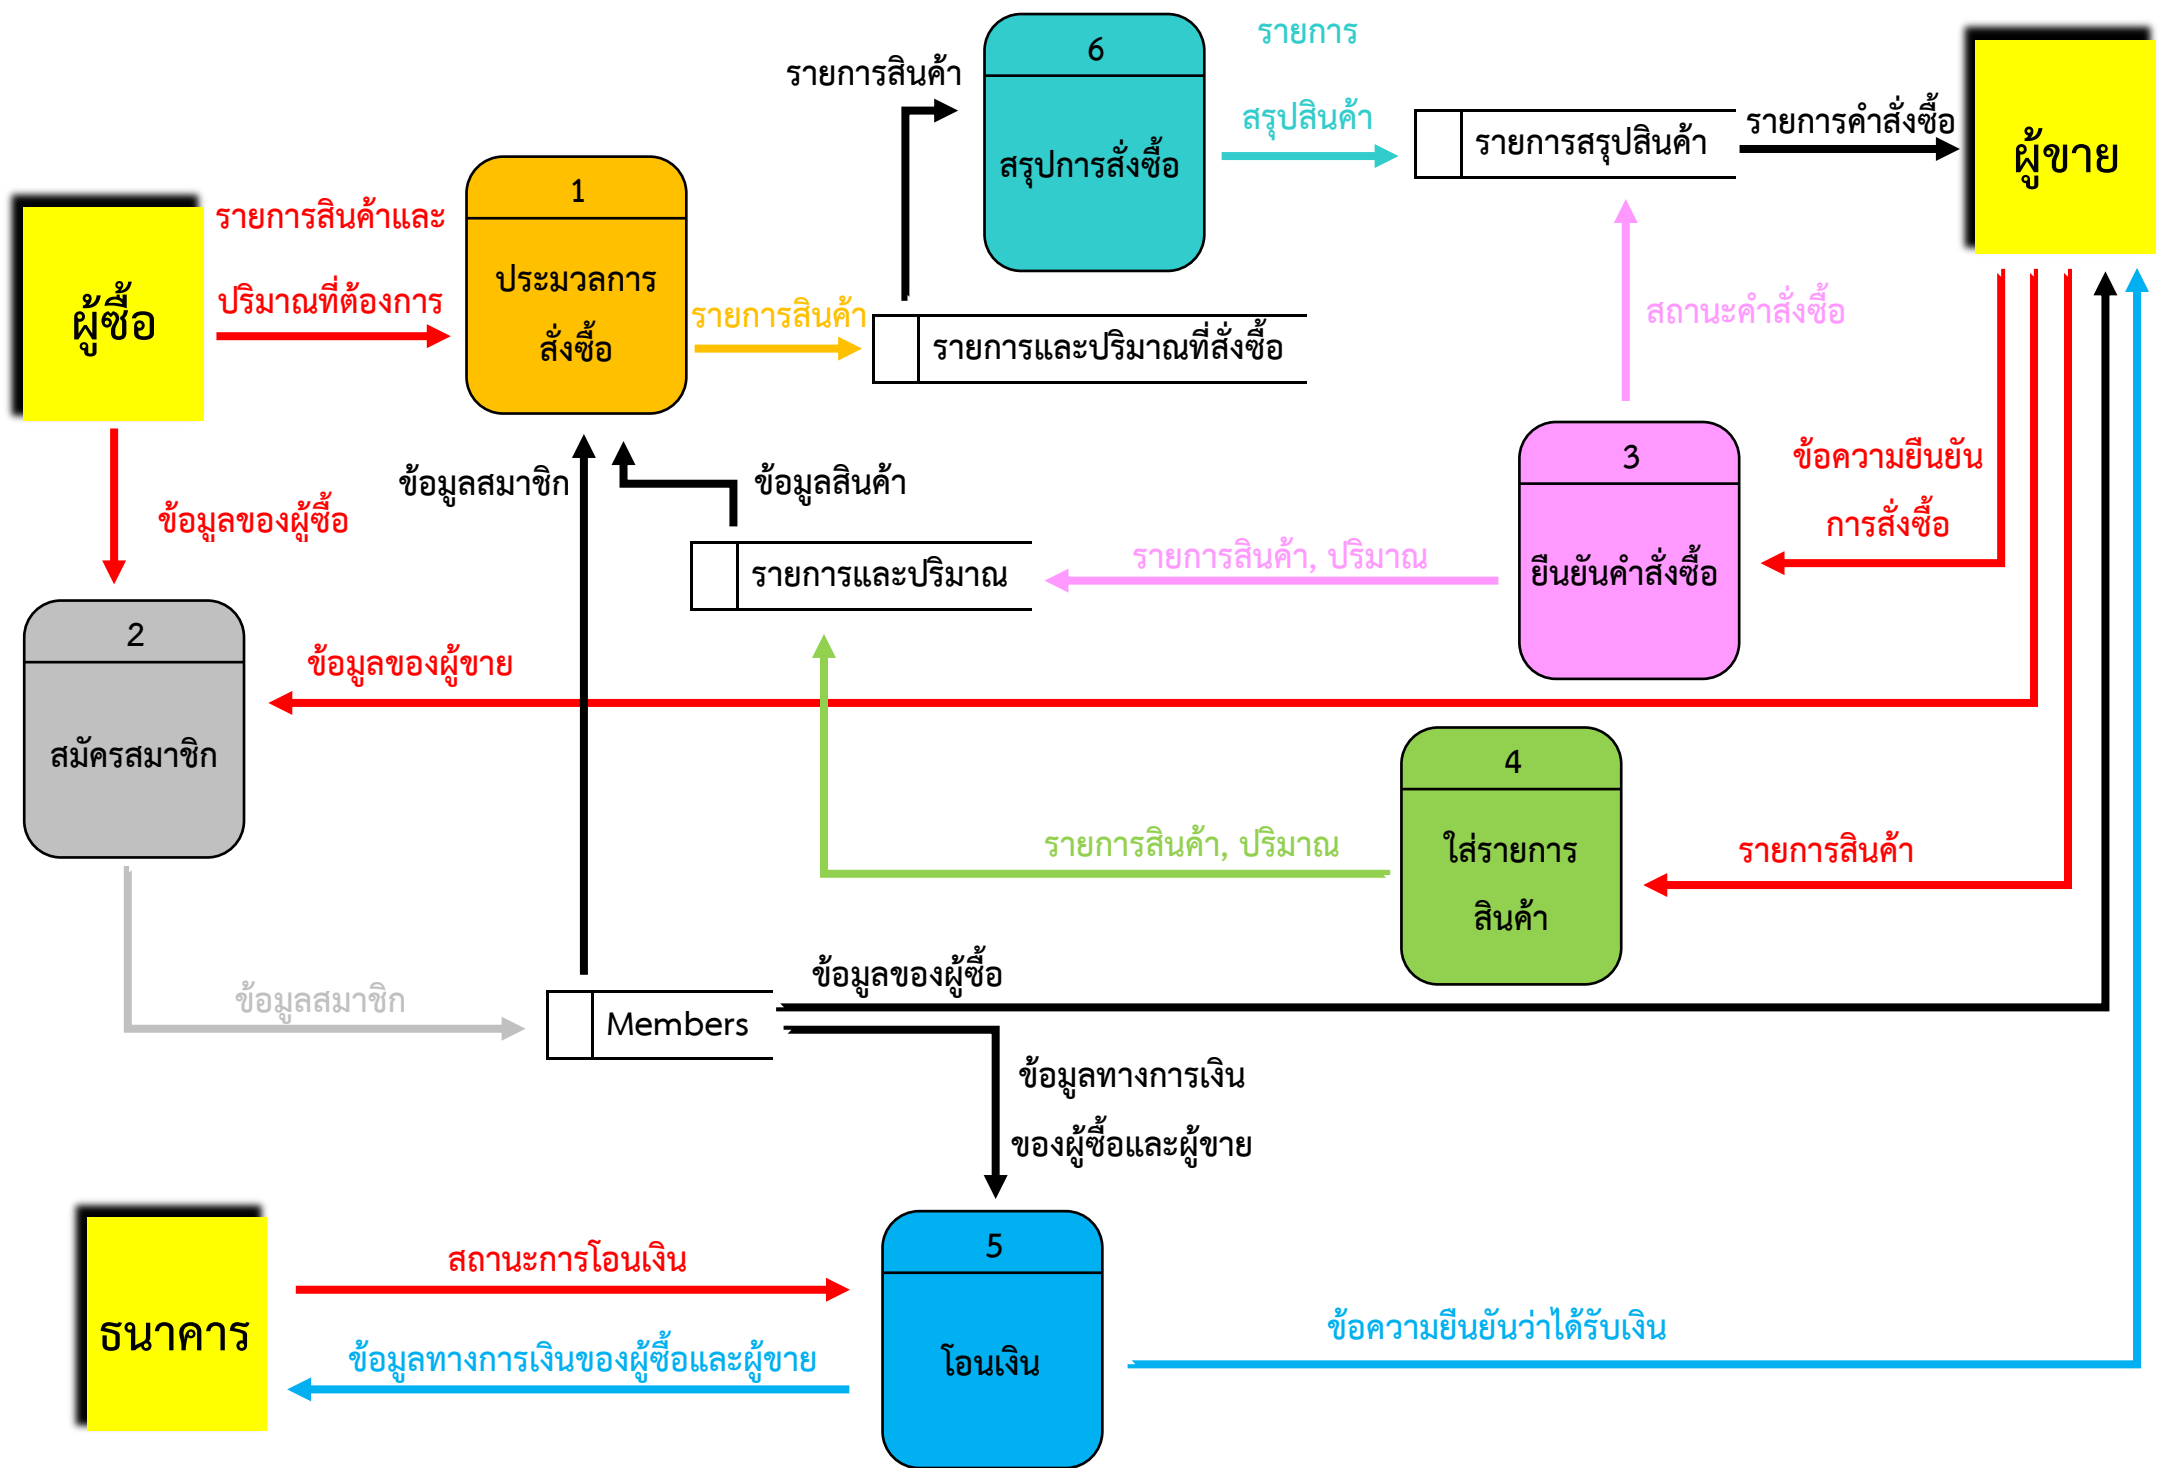 รายการ
6
รายการสินค้า
สรุปสินค้า
รายการคำสั่งซื้อ
รายการสรุปสินค้า
ผู้ขาย
สรุปการสั่งซื้อ
1
รายการสินค้าและ
ปริมาณที่ต้องการ
ผู้ซื้อ
ประมวลการ
สั่งซื้อ
รายการสินค้า
รายการและปริมาณที่สั่งซื้อ
สถานะคำสั่งซื้อ
3
ข้อความยืนยัน
การสั่งซื้อ
ข้อมูลสมาชิก
ข้อมูลสินค้า
ข้อมูลของผู้ซื้อ
รายการสินค้า, ปริมาณ
รายการและปริมาณ
ยืนยันคำสั่งซื้อ
2
ข้อมูลของผู้ขาย
สมัครสมาชิก
4
รายการสินค้า, ปริมาณ
ใส่รายการ
สินค้า
รายการสินค้า
ข้อมูลของผู้ซื้อ
ข้อมูลสมาชิก
Members
ข้อมูลทางการเงิน
ของผู้ซื้อและผู้ขาย
5
สถานะการโอนเงิน
ธนาคาร
ข้อความยืนยันว่าได้รับเงิน
ข้อมูลทางการเงินของผู้ซื้อและผู้ขาย
โอนเงิน